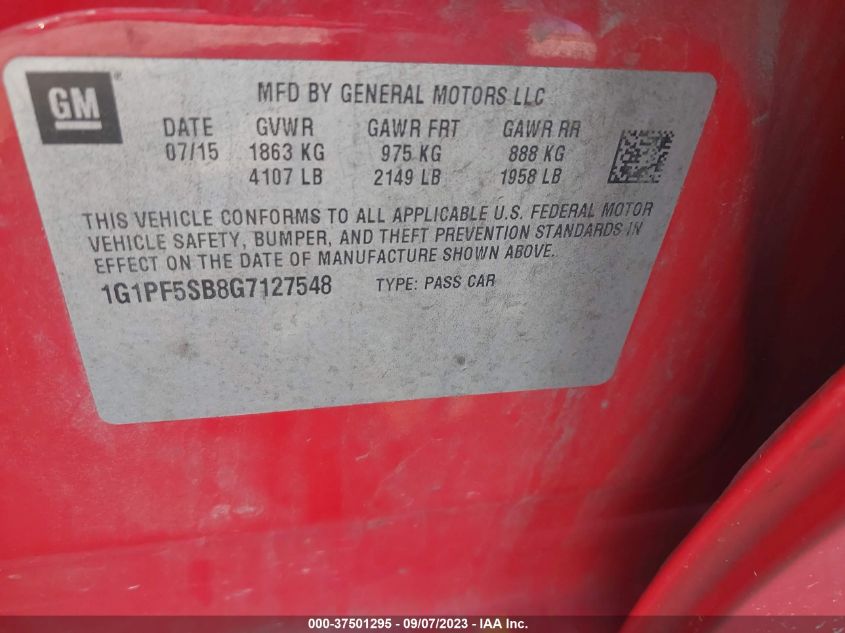 GM
MFD BY GENERAL MOTORS LLC
DATE GVWR GAWR FRT GAWR RR
07/15 1863 KG 975 KG 888 KG
4107 LB 2149 LB 1958 LB
THIS VEHICLE CONFORMS TO ALL APPLICABLE U.S. FEDERAL MOTOR
VEHICLE SAFETY, BUMPER, AND THEFT PREVENTION STANDARDS IN
EFFECT ON THE DATE OF MANUFACTURE SHOWN ABOVE.
1G1PF5SB8G7127548 TYPE: PASS CAR
000-37501295 - 09/07/2023 - IAA Inc.